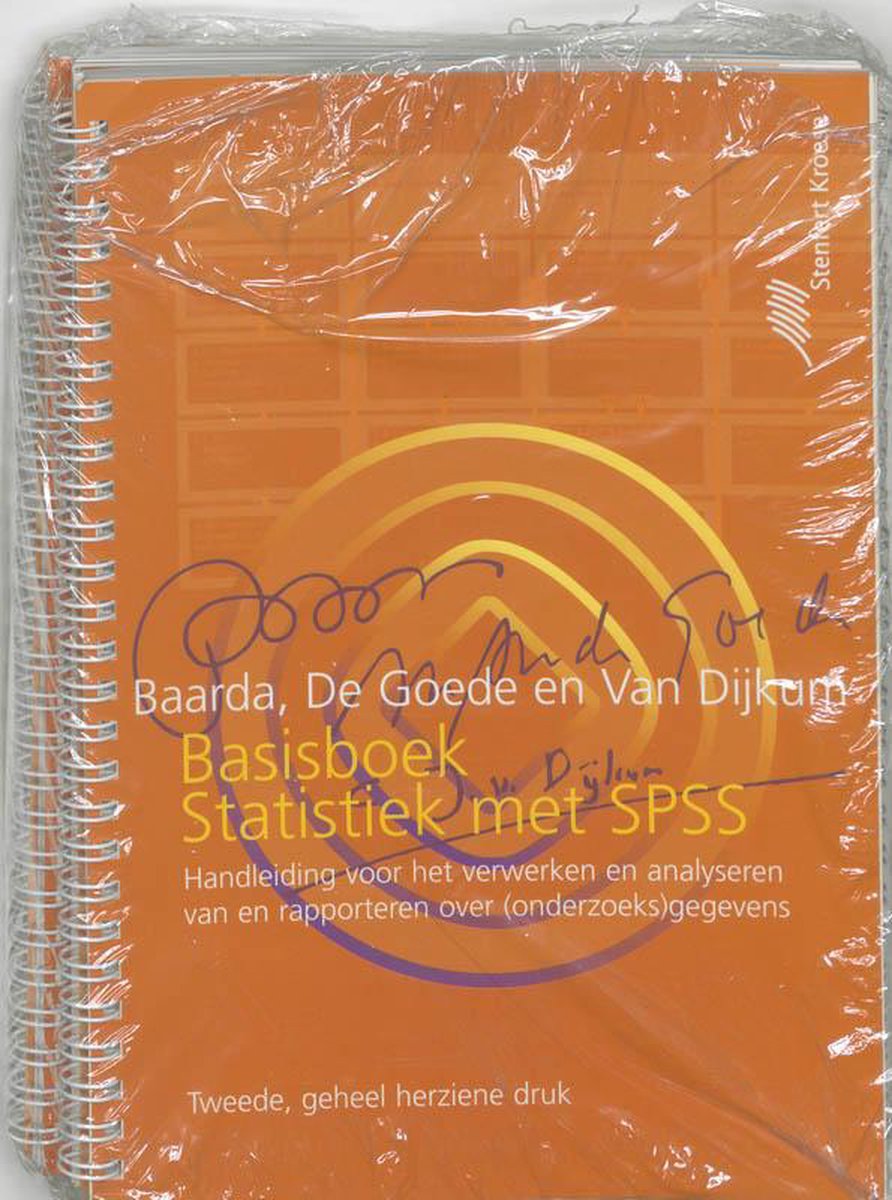 Stenfert Kroese
Baarda, De Goede en Van Dijkum
Basisboek
Statistiek met SPSS
Handleiding voor het verwerken en analyseren
van en rapporteren over (onderzoeks)gegevens
Tweede, geheel herziene druk